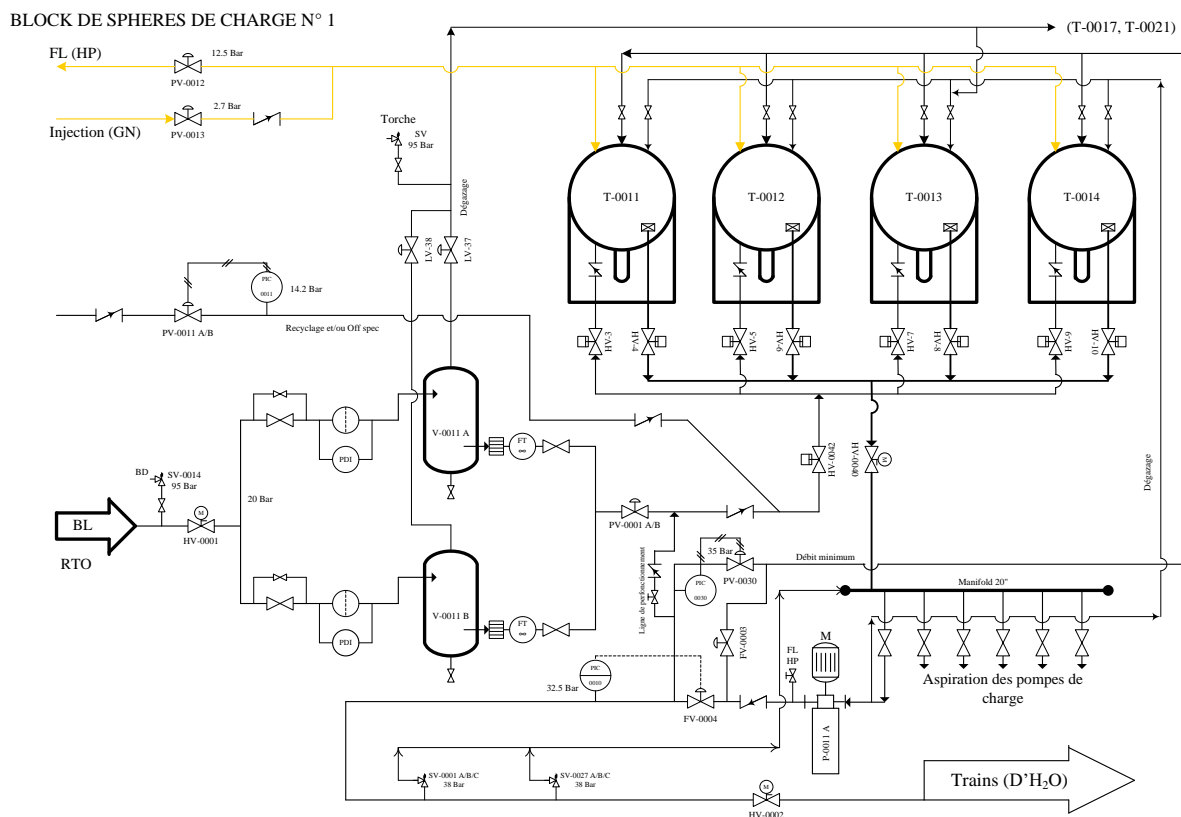 BLOCK DE SPHERES DE CHARGE N° 1
(T-0017, T-0021)
FL (HP)
12.5 Bar
PV-0012
2.7 Bar
Injection (GN)
PV-0013
Torche
SV
95 Bar
Dégazage
LV-38
LV-37
T-0011
T-0012
T-0013
T-0014
PIC
0011
14.2 Bar
PV-0011 A/B
Recyclage et/ou Off spec
HV-3
HV-4
HV-5
HV-6
HV-7
HV-8
HV-9
HV-10
V-0011 A
FT
∞
PDI
HV-0042
HV-0040
M
Dégazage
BD
SV-0014
95 Bar
20 Bar
BL
RTO
M
HV-0001
PV-0001 A/B
35 Bar
PIC
0030
PV-0030
Débit minimum
Ligne de perfonctionnement
Manifold 20"
V-0011 B
FT
∞
PDI
FV-0003
FL
HP
M
PIC
0010
32.5 Bar
FV-0004
P-0011 A
Aspiration des pompes de
charge
SV-0001 A/B/C
38 Bar
SV-0027 A/B/C
38 Bar
M
HV-0002
Trains (D’H₂O)